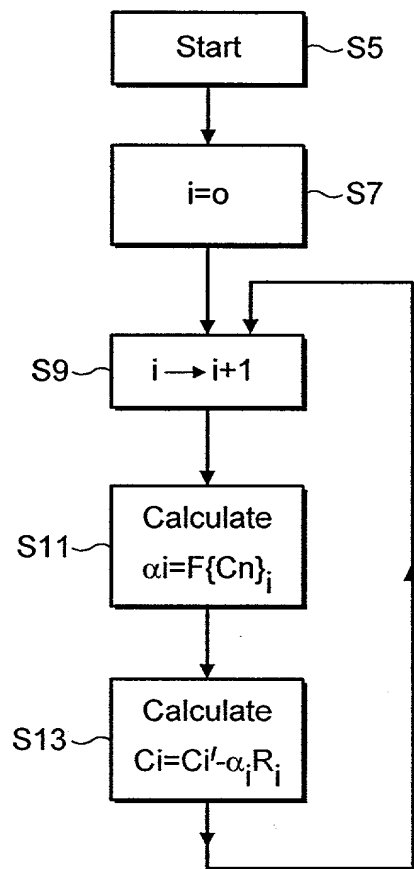 Start S5
i=o S7
S9 i → i+1
Calculate
S11 αi=F{Cn}i
Calculate
S13 Ci=Ci'-αiRi